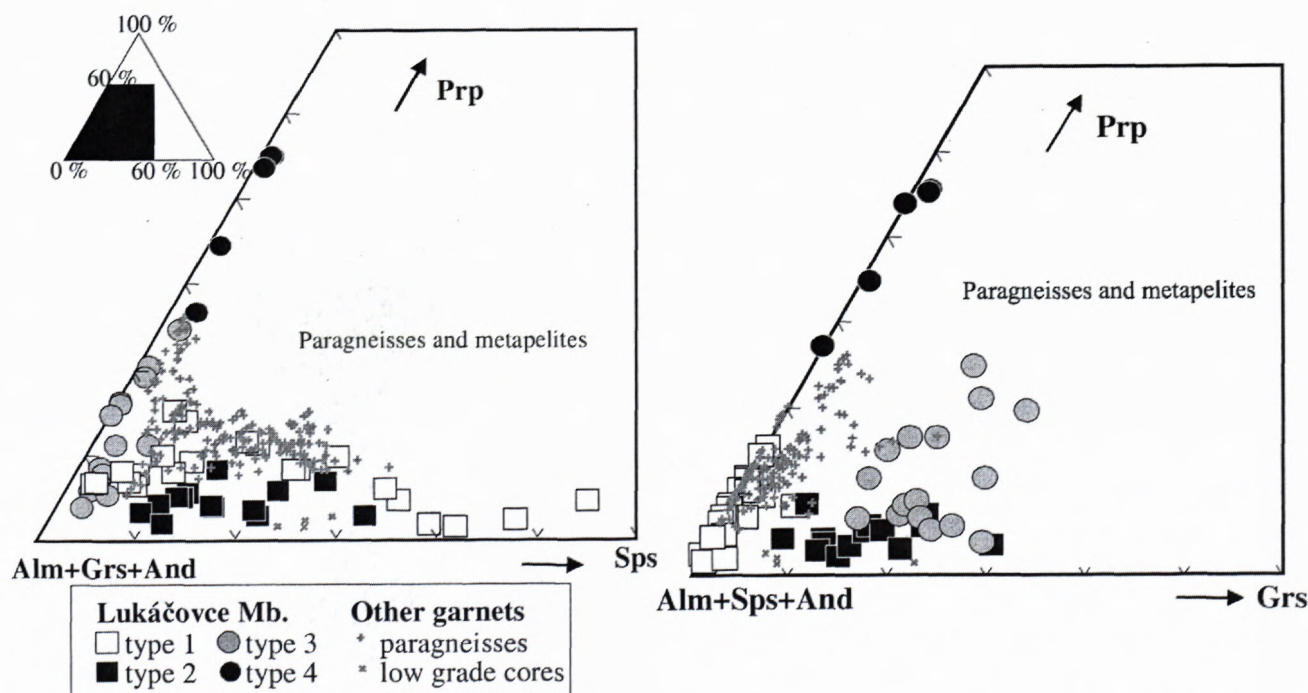 100 %
60 %
0 % 60 % 100 %
Prp
Paragneisses and metapelites
Alm+Grs+And
Sps
Prp
Paragneisses and metapelites
Alm+Sps+And
Grs
Lukáčovce Mb. Other garnets
type 1 type 3 paragneisses
type 2 type 4 low grade cores